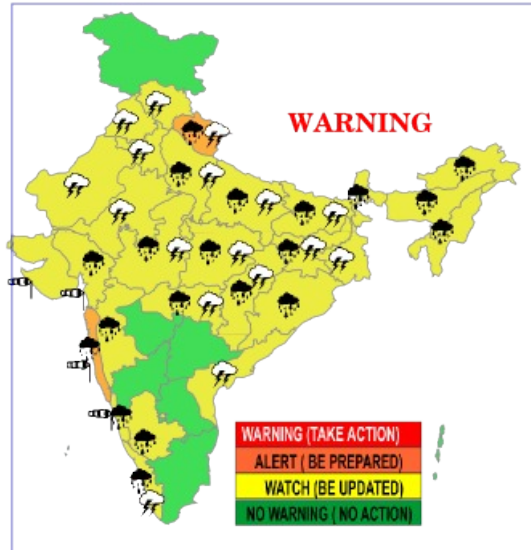 WARNING
WARNING (TAKE ACTION)
ALERT ( BE PREPARED)
WATCH (BE UPDATED)
NO WARNING ( NO ACTION)